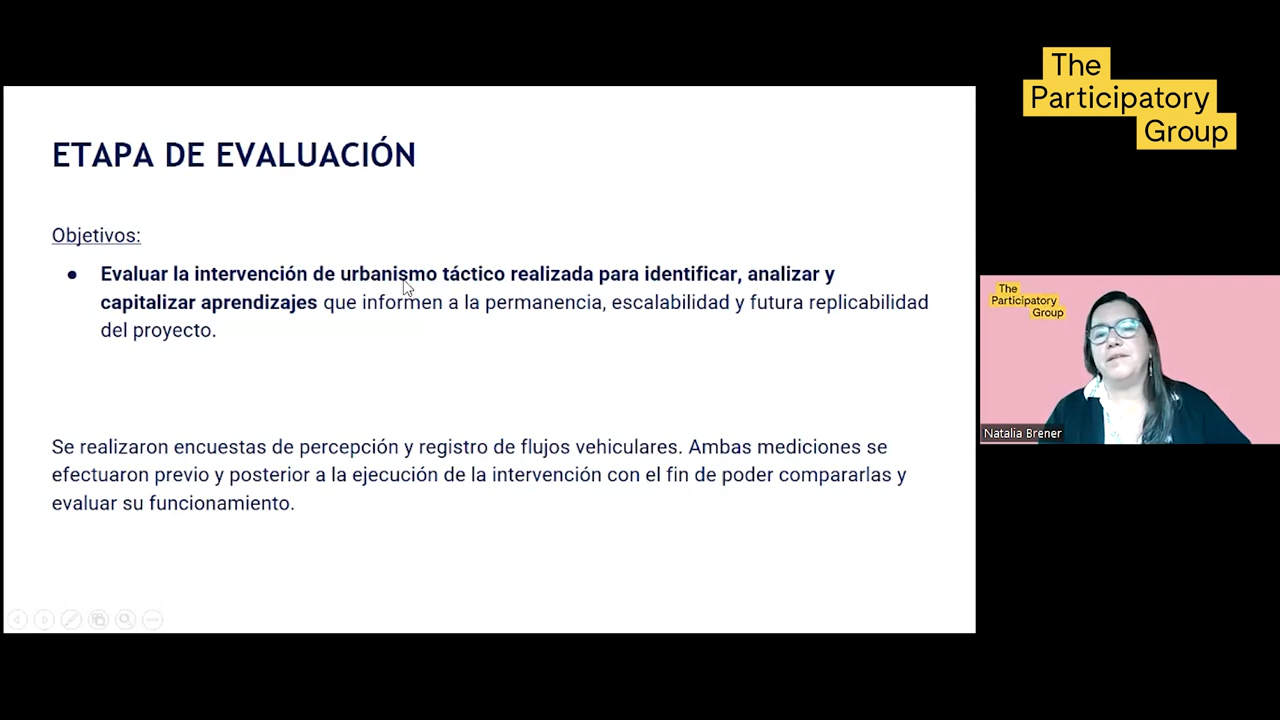 The
Participatory
Group
ETAPA DE EVALUACIÓN
Objetivos:
● Evaluar la intervención de urbanismo táctico realizada para identificar, analizar y
capitalizar aprendizajes que informen a la permanencia, escalabilidad y futura replicabilidad
del proyecto.
Se realizaron encuestas de percepción y registro de flujos vehiculares. Ambas mediciones se
efectuaron previo y posterior a la ejecución de la intervención con el fin de poder compararlas y
evaluar su funcionamiento.
The
Participatory
Group
Natalia Brener